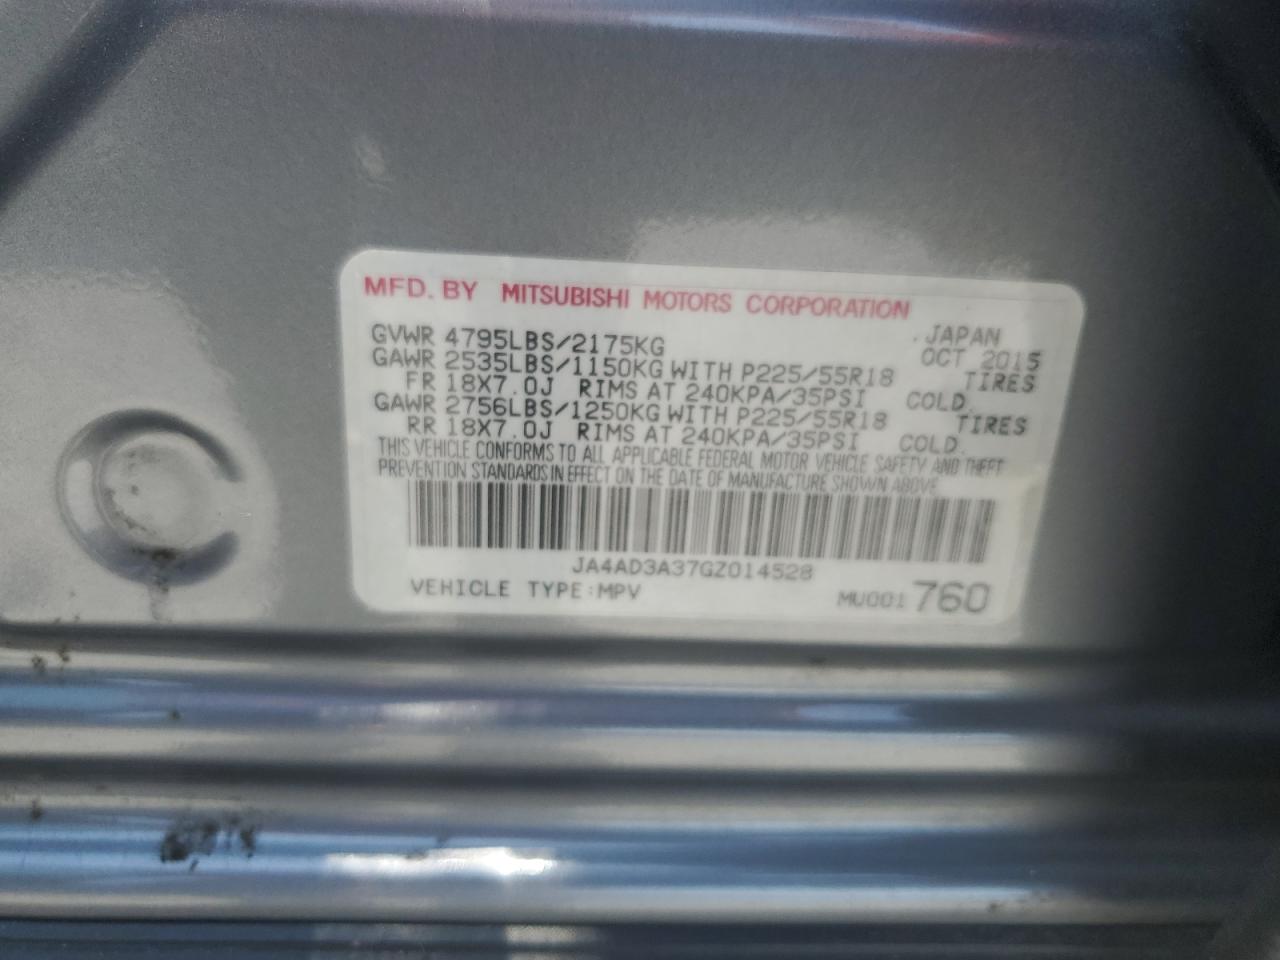 MFD. BY MITSUBISHI MOTORS CORPORATION
GVWR 4795LBS/2175KG JAPAN
OCT 2015
GAWR 2535LBS/1150KG WITH P225/55R18 TIRES
FR 18X7.0J RIMS AT 240KPA/35PSI COLD.
GAWR 2756LBS/1250KG WITH P225/55R18 TIRES
RR 18X7.0J RIMS AT 240KPA/35PSI COLD.
THIS VEHICLE CONFORMS TO ALL APPLICABLE FEDERAL MOTOR VEHICLE SAFETY AND THEFT
PREVENTION STANDARDS IN EFFECT ON THE DATE OF MANUFACTURE SHOWN ABOVE.
JA4AD3A37GZ014528
VEHICLE TYPE:MPV MU001 760